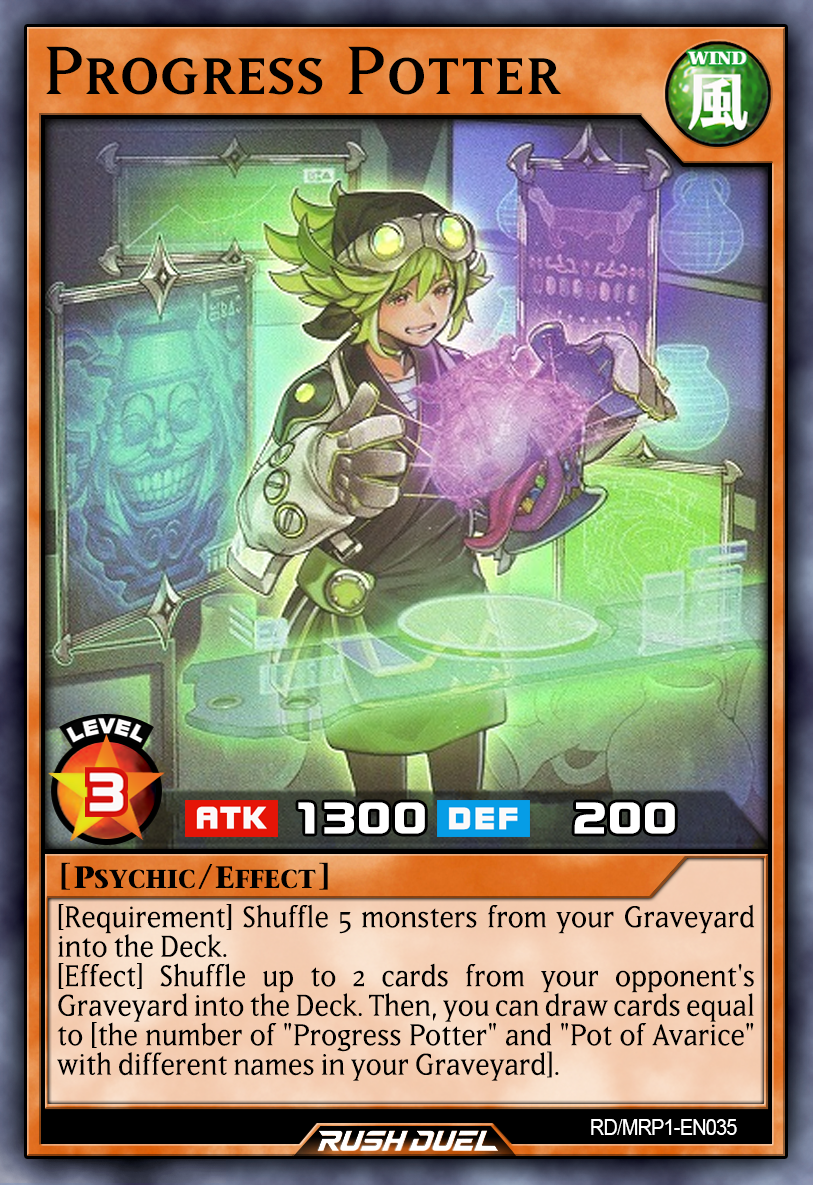 Progress Potter
WIND
風
LEVEL
3
ATK 1300 DEF 200
[Psychic/Effect]
[Requirement] Shuffle 5 monsters from your Graveyard
into the Deck.
[Effect] Shuffle up to 2 cards from your opponent's
Graveyard into the Deck. Then, you can draw cards equal
to [the number of "Progress Potter" and "Pot of Avarice"
with different names in your Graveyard].
RD/MRP1-EN035
RUSH DUEL